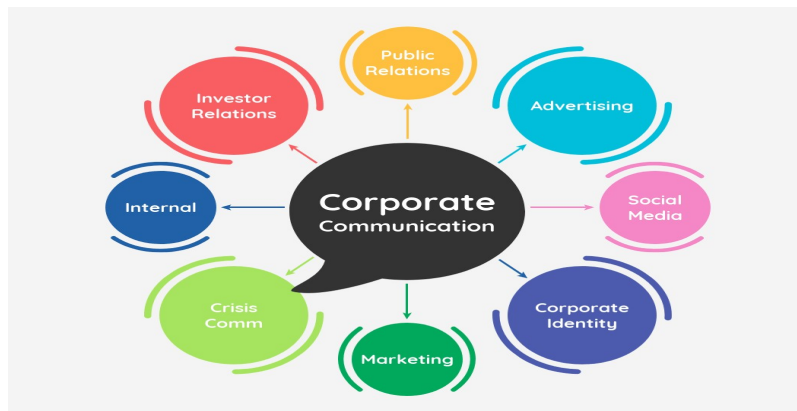 Public
Relations
Investor
Relations
Advertising
Internal
Corporate
Communication
Social
Media
Crisis
Comm
Corporate
Identity
Marketing